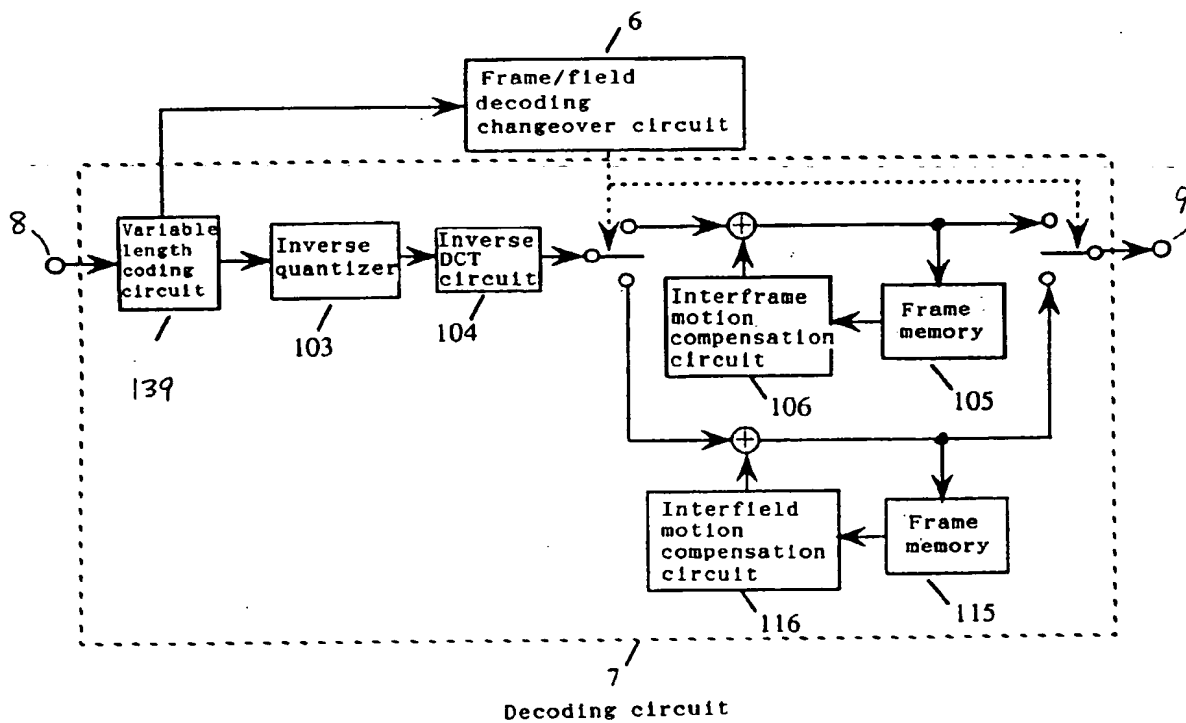 6
Frame/field
decoding
changeover circuit
8
9
Variable
length
coding
circuit
Inverse
quantizer
Inverse
DCT
circuit
103
104
139
Interframe
motion
compensation
circuit
Frame
memory
106
105
Interfield
motion
compensation
circuit
Frame
memory
116
115
7
Decoding circuit